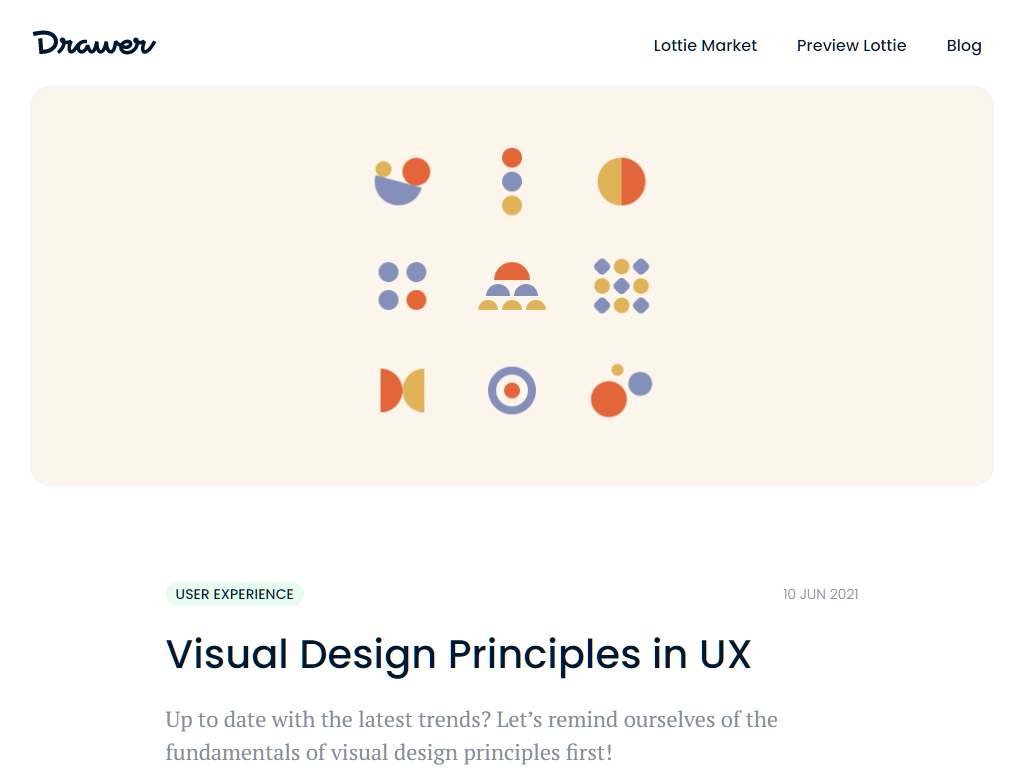 Drawer
Lottie Market
Preview Lottie
Blog
USER EXPERIENCE
10 JUN 2021
Visual Design Principles in UX
Up to date with the latest trends? Let’s remind ourselves of the
fundamentals of visual design principles first!